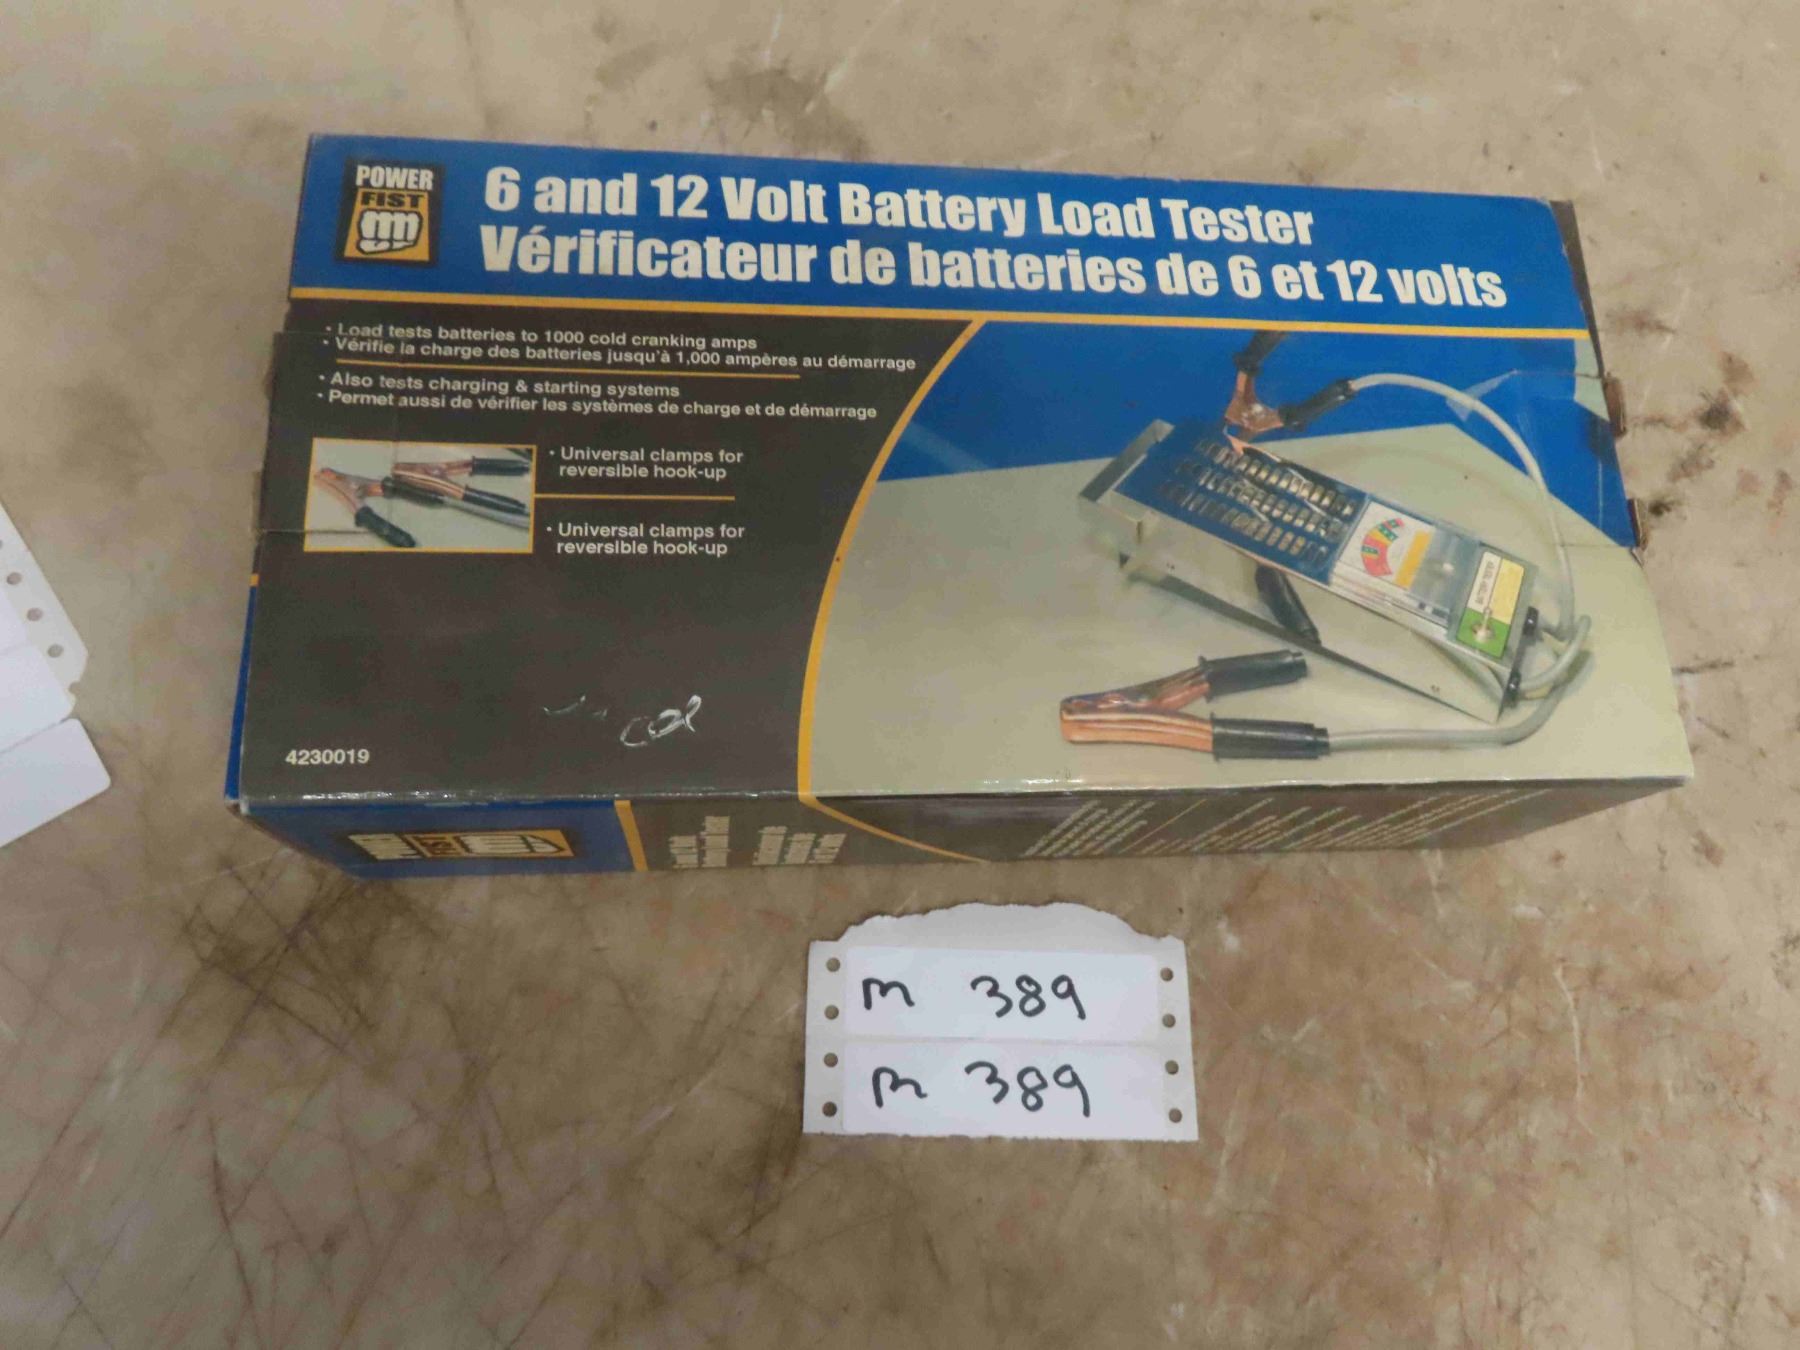 POWER
FIST
6 and 12 Volt Battery Load Tester
Vérificateur de batteries de 6 et 12 volts
• Load tests batteries to 1000 cold cranking amps
• Vérifie la charge des batteries jusqu'à 1,000 ampères au démarrage
• Also tests charging & starting systems
• Permet aussi de vérifier les systèmes de charge et de démarrage
• Universal clamps for
reversible hook-up
• Universal clamps for
reversible hook-up
4230019
FIST
m 389
m 389